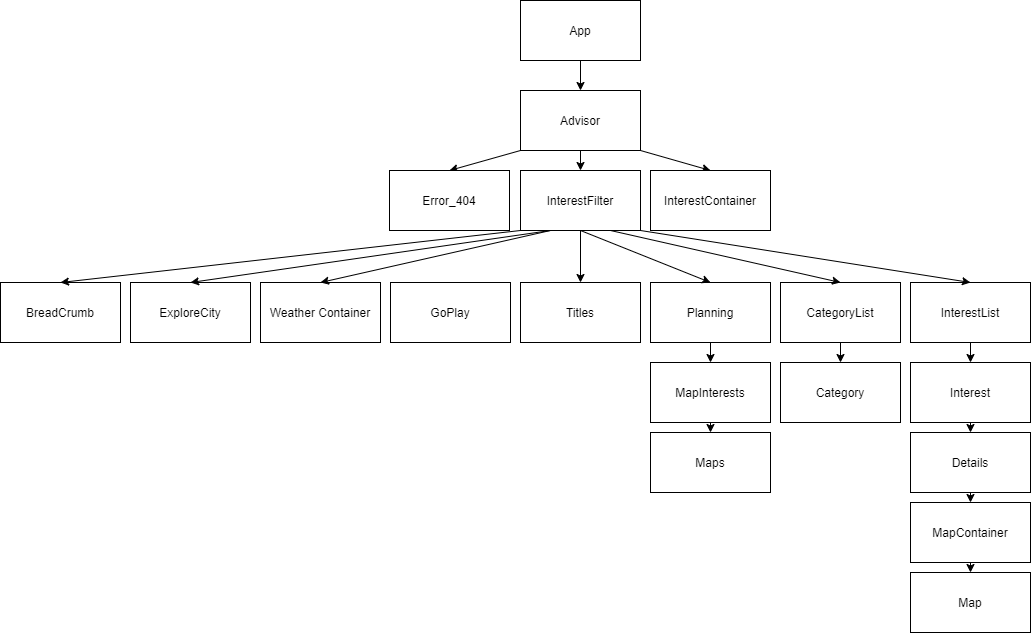 App
Advisor
Error_404
InterestFilter
InterestContainer
BreadCrumb
ExploreCity
Weather Container
GoPlay
Titles
Planning
CategoryList
InterestList
MapInterests
Category
Interest
Maps
Details
MapContainer
Map